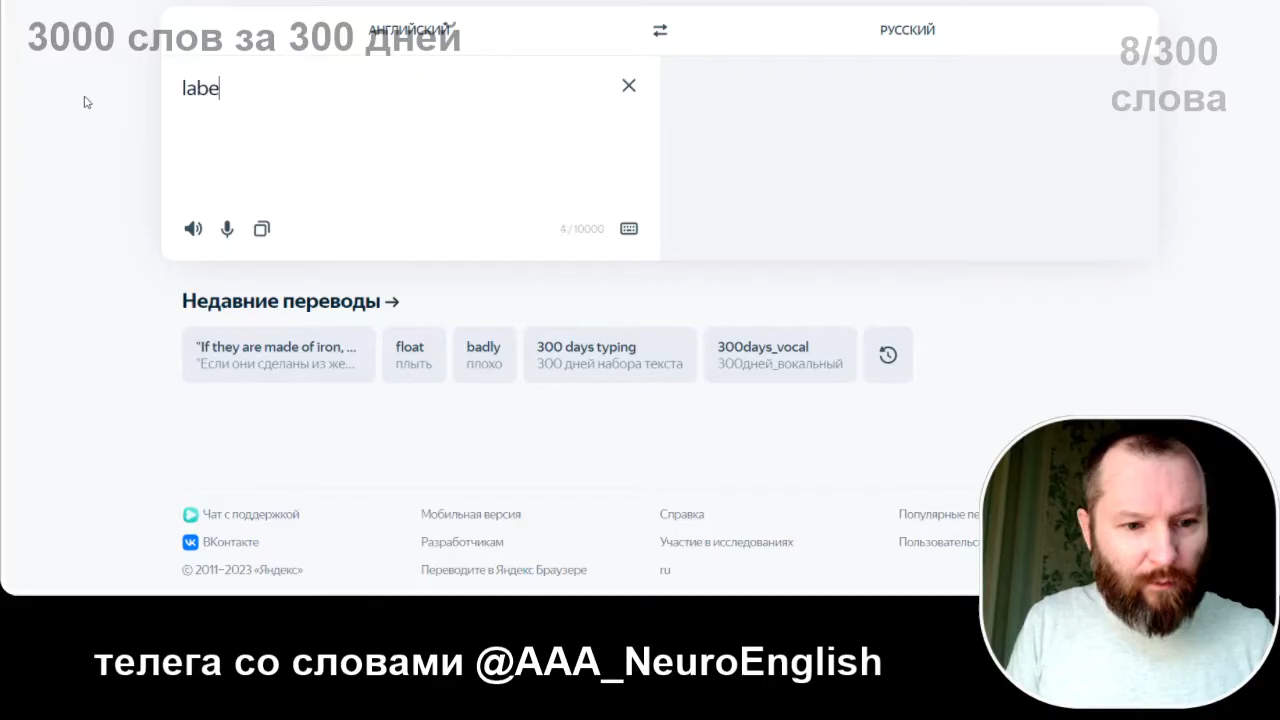 3000 слов за 300 дней
АНГЛИЙСКИЙ
РУССКИЙ
8/300
слова
labe
4 / 10000
Недавние переводы →
"If they are made of iron, ...
"Если они сделаны из же...
float
плыть
badly
плохо
300 days typing
300 дней набора текста
300days_vocal
300дней_вокальный
Чат с поддержкой
Мобильная версия
Справка
Популярные пе
ВКонтакте
Разработчикам
Участие в исследованиях
Пользовательс
© 2011–2023 «Яндекс»
Переводите в Яндекс Браузере
ru
телега со словами @AAA_NeuroEnglish